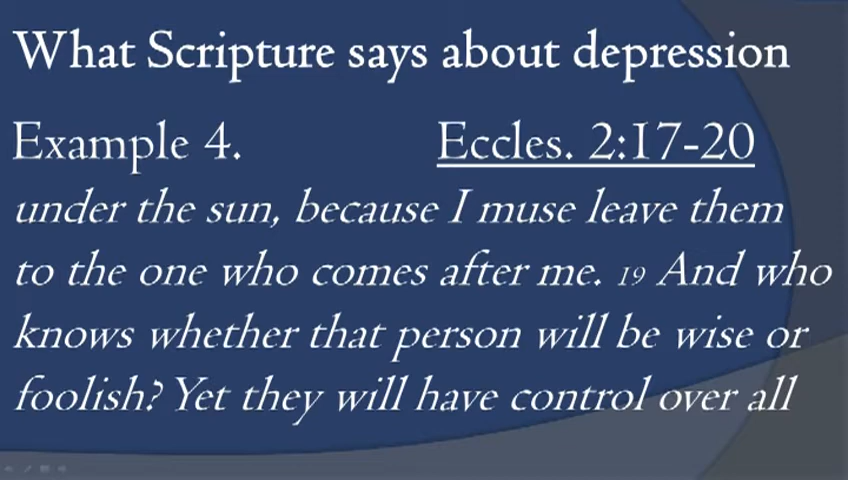 What Scripture says about depression
Example 4. Eccles. 2:17-20
under the sun, because I muse leave them
to the one who comes after me. 19 And who
knows whether that person will be wise or
foolish? Yet they will have control over all